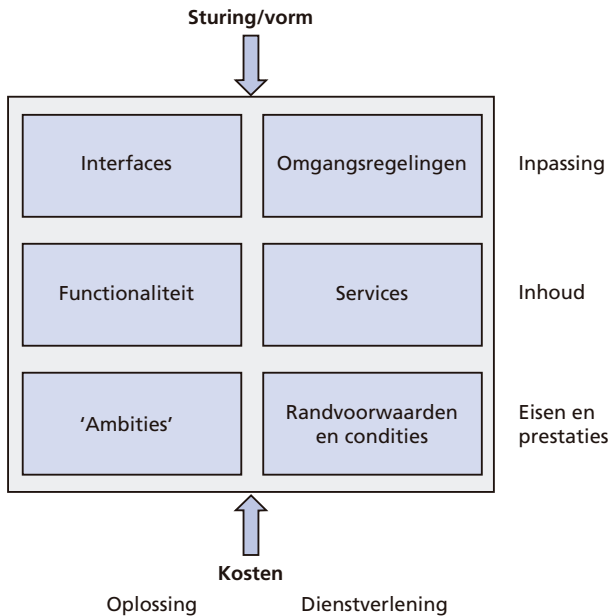 Sturing/vorm
Interfaces
Omgangsregelingen
Inpassing
Functionaliteit
Services
Inhoud
'Ambities'
Randvoorwaarden
en condities
Eisen en
prestaties
Kosten
Oplossing
Dienstverlening